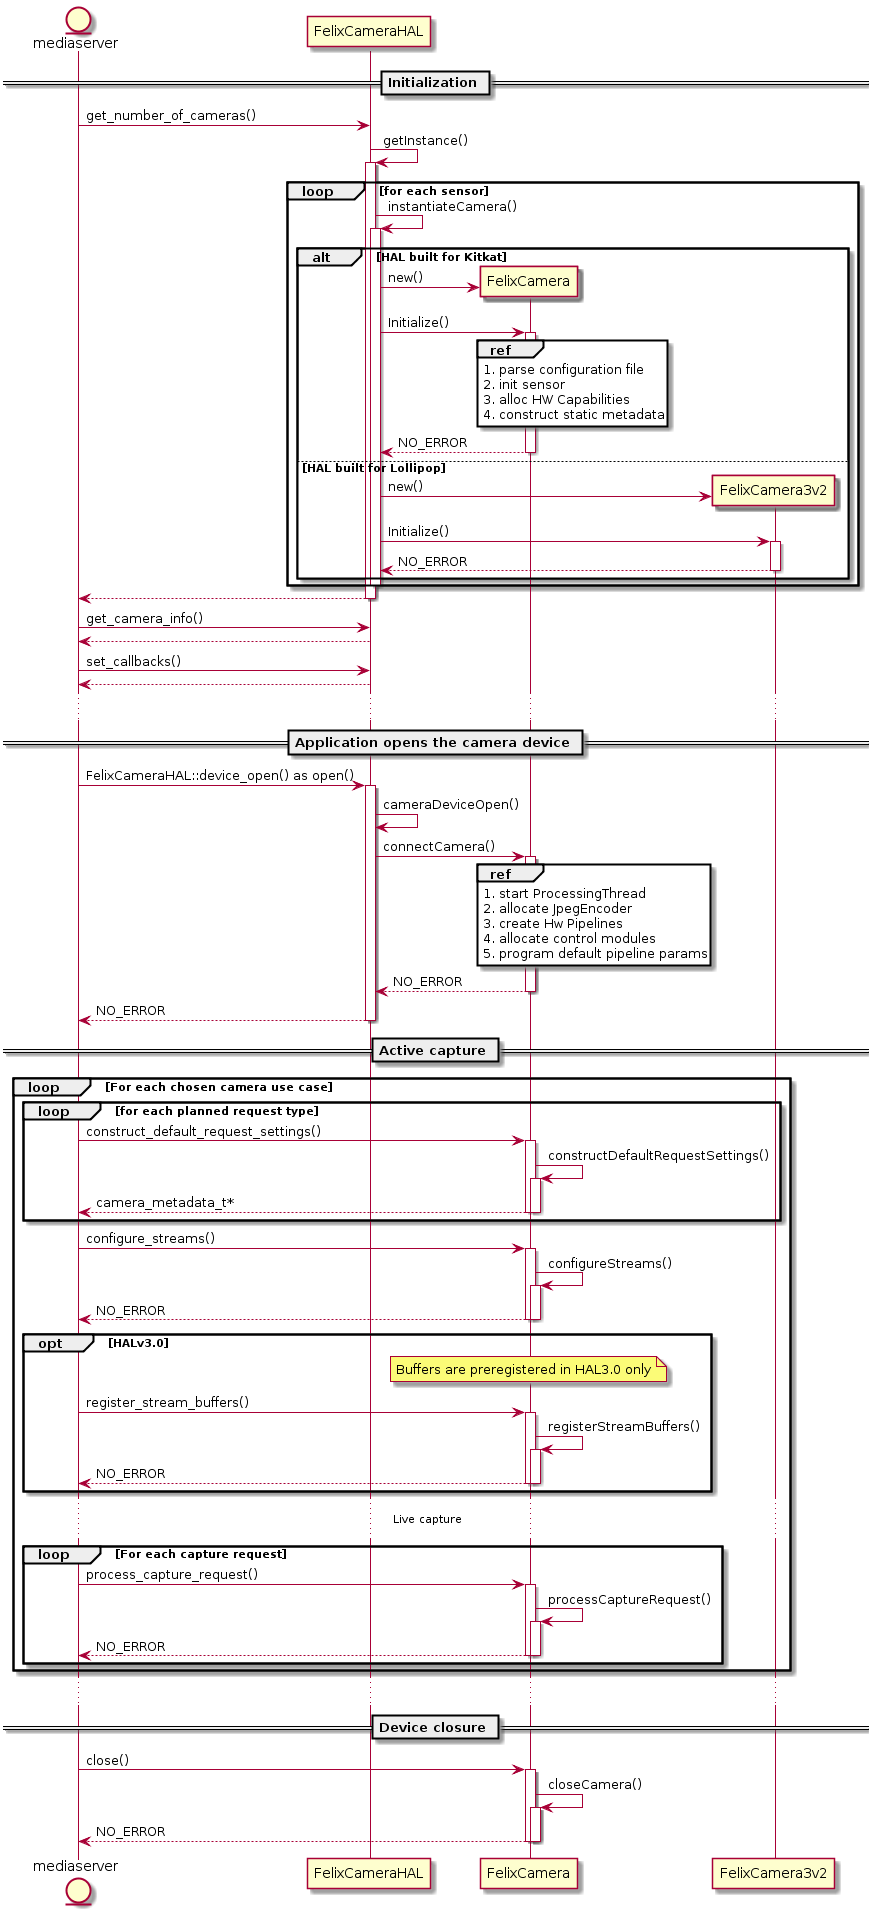 mediaserver
FelixCameraHAL
Initialization
get_number_of_cameras()
getInstance()
loop [for each sensor]
instantiateCamera()
alt [HAL built for Kitkat]
new()
FelixCamera
Initialize()
ref
1. parse configuration file
2. init sensor
3. alloc HW Capabilities
4. construct static metadata
NO_ERROR
[HAL built for Lollipop]
new()
FelixCamera3v2
Initialize()
NO_ERROR
get_camera_info()
set_callbacks()
Application opens the camera device
FelixCameraHAL::device_open() as open()
cameraDeviceOpen()
connectCamera()
ref
1. start ProcessingThread
2. allocate JpegEncoder
3. create Hw Pipelines
4. allocate control modules
5. program default pipeline params
NO_ERROR
NO_ERROR
Active capture
loop [For each chosen camera use case]
loop [for each planned request type]
construct_default_request_settings()
constructDefaultRequestSettings()
camera_metadata_t*
configure_streams()
configureStreams()
NO_ERROR
opt [HALv3.0]
Buffers are preregistered in HAL3.0 only
register_stream_buffers()
registerStreamBuffers()
NO_ERROR
Live capture
loop [For each capture request]
process_capture_request()
processCaptureRequest()
NO_ERROR
Device closure
close()
closeCamera()
NO_ERROR
mediaserver
FelixCameraHAL
FelixCamera
FelixCamera3v2